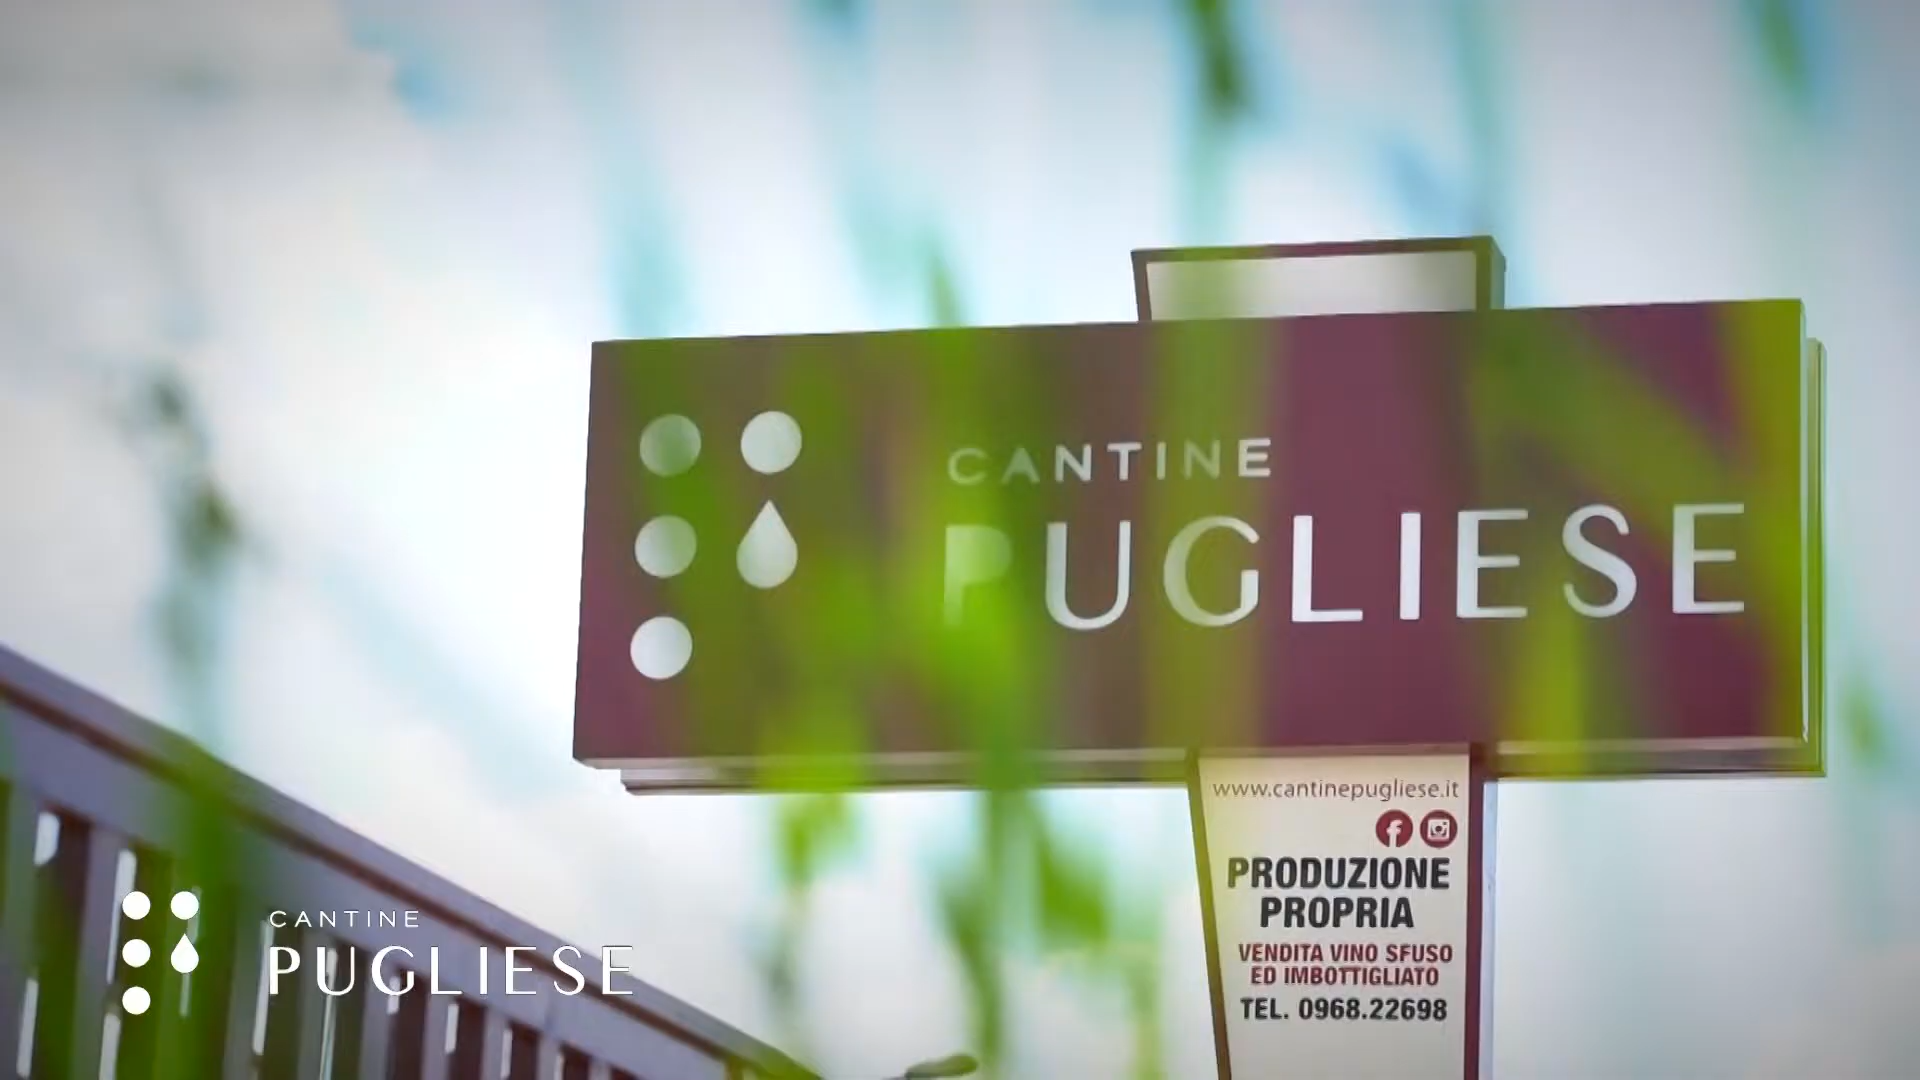 CANTINE
PUGLIESE
www.cantinepugliese.it
PRODUZIONE
PROPRIA
VENDITA VINO SFUSO
ED IMBOTTIGLIATO
TEL. 0968.22698
CANTINE
PUGLIESE